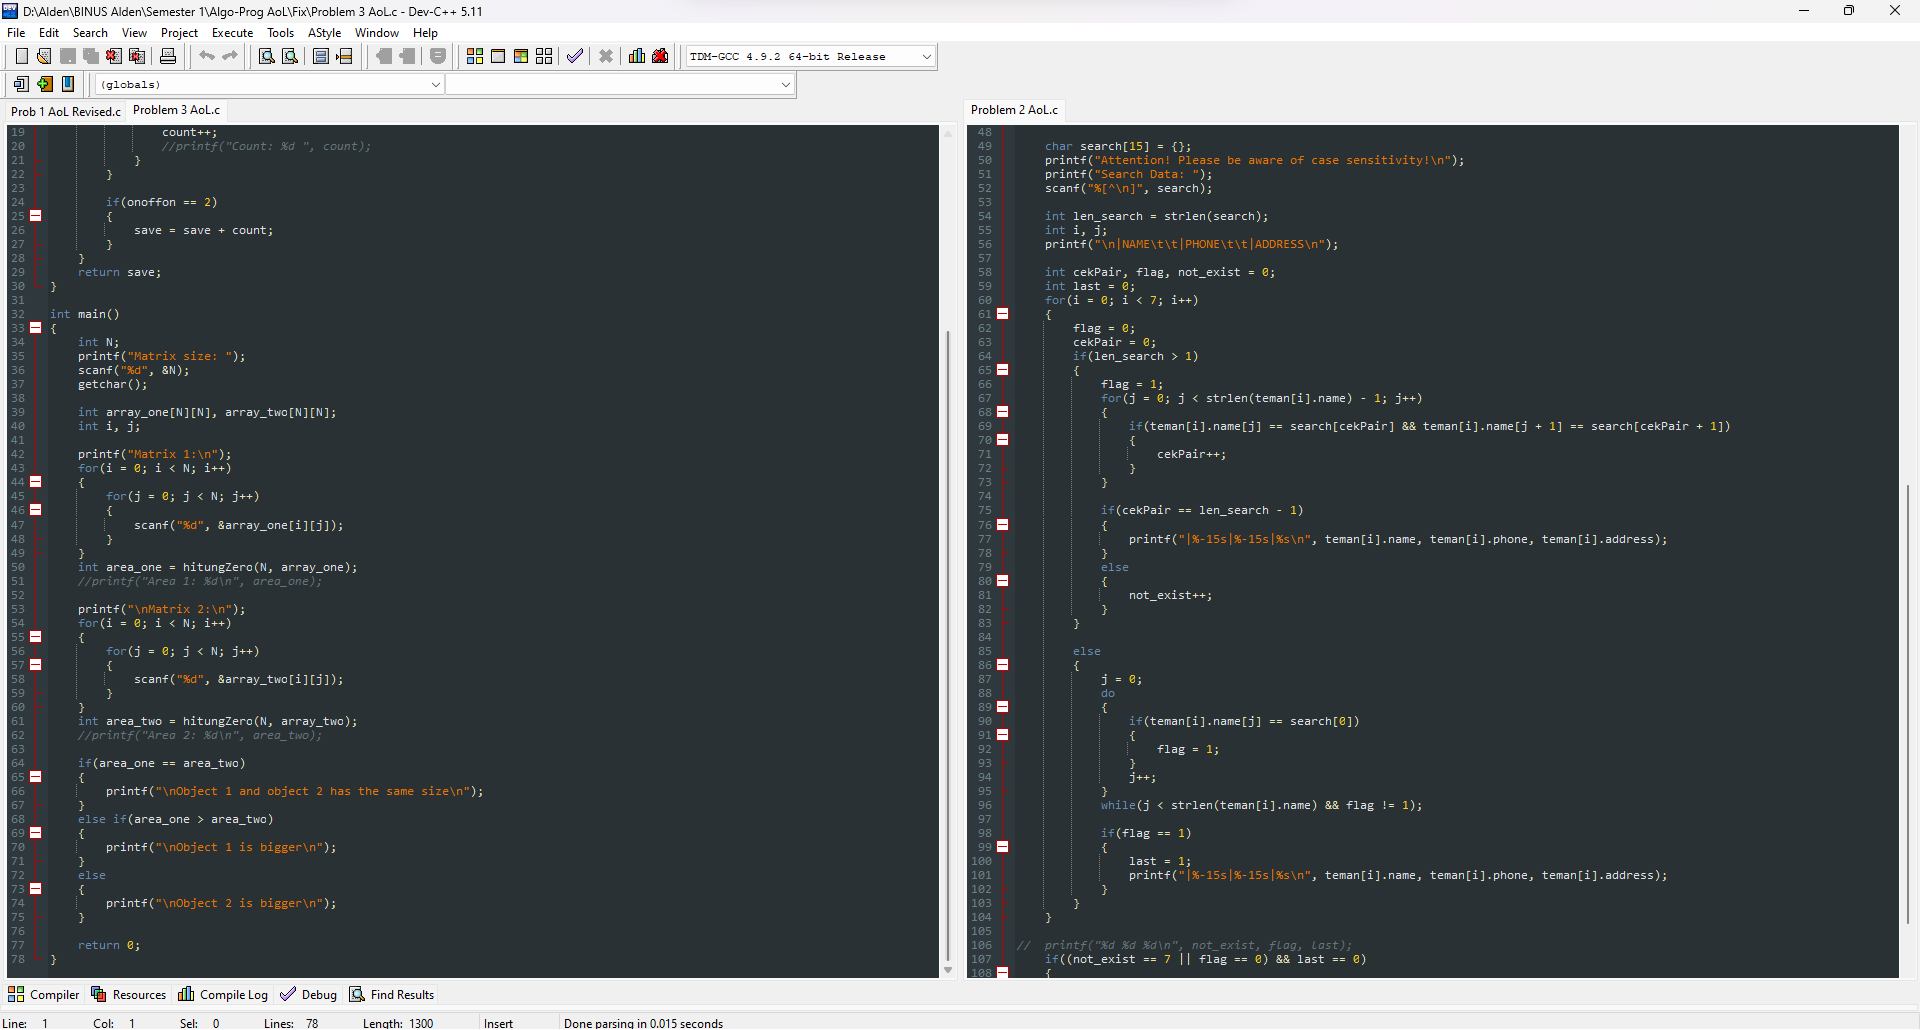 D:\Alden\BINUS Alden\Semester 1\Algo-Prog AoL\Fix\Problem 3 AoL.c - Dev-C++ 5.11
File Edit Search View Project Execute Tools AStyle Window Help
TDM-GCC 4.9.2 64-bit Release
(globals)
Prob 1 AoL Revised.c Problem 3 AoL.c
19 count++;
20 //printf("Count: %d ", count);
21 }
22 }
23
24 if(onoffon == 2)
25 {
26 save = save + count;
27 }
28 }
29 return save;
30 }
31
32 int main()
33 {
34 int N;
35 printf("Matrix size: ");
36 scanf("%d", &N);
37 getchar();
38
39 int array_one[N][N], array_two[N][N];
40 int i, j;
41
42 printf("Matrix 1:\n");
43 for(i = 0; i < N; i++)
44 {
45 for(j = 0; j < N; j++)
46 {
47 scanf("%d", &array_one[i][j]);
48 }
49 }
50 int area_one = hitungZero(N, array_one);
51 //printf("Area 1: %d\n", area_one);
52
53 printf("\nMatrix 2:\n");
54 for(i = 0; i < N; i++)
55 {
56 for(j = 0; j < N; j++)
57 {
58 scanf("%d", &array_two[i][j]);
59 }
60 }
61 int area_two = hitungZero(N, array_two);
62 //printf("Area 2: %d\n", area_two);
63
64 if(area_one == area_two)
65 {
66 printf("\nObject 1 and object 2 has the same size\n");
67 }
68 else if(area_one > area_two)
69 {
70 printf("\nObject 1 is bigger\n");
71 }
72 else
73 {
74 printf("\nObject 2 is bigger\n");
75 }
76
77 return 0;
78 }
Problem 2 AoL.c
48
49 char search[15] = {};
50 printf("Attention! Please be aware of case sensitivity!\n");
51 printf("Search Data: ");
52 scanf("%[^\n]", search);
53
54 int len_search = strlen(search);
55 int i, j;
56 printf("\n|NAME\t\t|PHONE\t\t|ADDRESS\n");
57
58 int cekPair, flag, not_exist = 0;
59 int last = 0;
60 for(i = 0; i < 7; i++)
61 {
62 flag = 0;
63 cekPair = 0;
64 if(len_search > 1)
65 {
66 flag = 1;
67 for(j = 0; j < strlen(teman[i].name) - 1; j++)
68 {
69 if(teman[i].name[j] == search[cekPair] && teman[i].name[j + 1] == search[cekPair + 1])
70 {
71 cekPair++;
72 }
73 }
74
75 if(cekPair == len_search - 1)
76 {
77 printf("|%-15s|%-15s|%s\n", teman[i].name, teman[i].phone, teman[i].address);
78 }
79 else
80 {
81 not_exist++;
82 }
83 }
84
85 else
86 {
87 j = 0;
88 do
89 {
90 if(teman[i].name[j] == search[0])
91 {
92 flag = 1;
93 }
94 j++;
95 }
96 while(j < strlen(teman[i].name) && flag != 1);
97
98 if(flag == 1)
99 {
100 last = 1;
101 printf("|%-15s|%-15s|%s\n", teman[i].name, teman[i].phone, teman[i].address);
102 }
103 }
104 }
105
106 // printf("%d %d %d\n", not_exist, flag, last);
107 if((not_exist == 7 || flag == 0) && last == 0)
108 {
Compiler Resources Compile Log Debug Find Results
Line: 1 Col: 1 Sel: 0 Lines: 78 Length: 1300 Insert Done parsing in 0.015 seconds